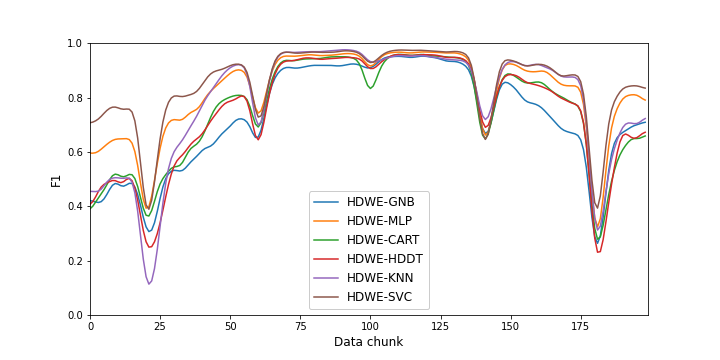 1.0
0.8
0.6
0.4
0.2
0.0
F1
HDWE-GNB
HDWE-MLP
HDWE-CART
HDWE-HDDT
HDWE-KNN
HDWE-SVC
0 25 50 75 100 125 150 175
Data chunk